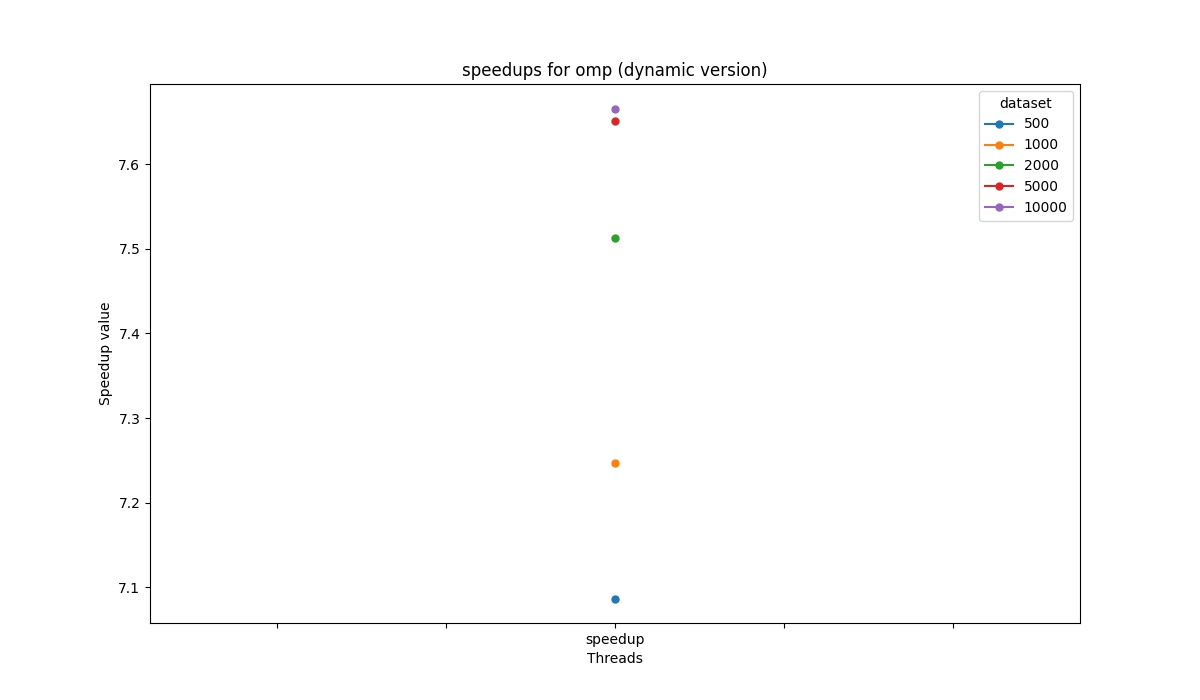 speedups for omp (dynamic version)
dataset
500
1000
2000
5000
10000
7.6
7.5
7.4
7.3
7.2
7.1
Speedup value
speedup
Threads